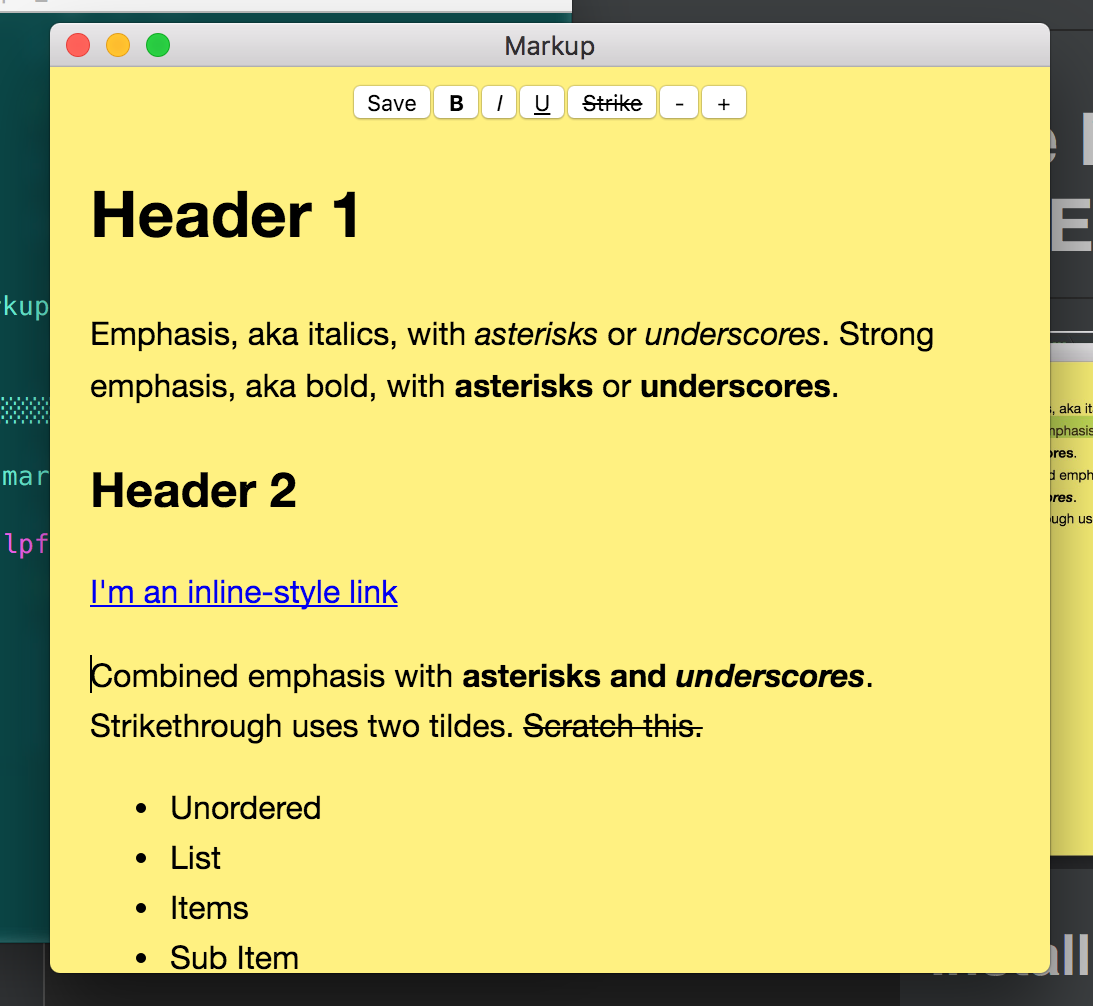 Markup
Save B I U Strike - +
Header 1
Emphasis, aka italics, with asterisks or underscores. Strong
emphasis, aka bold, with asterisks or underscores.
Header 2
I'm an inline-style link
Combined emphasis with asterisks and underscores.
Strikethrough uses two tildes. Scratch this.
• Unordered
• List
• Items
• Sub Item
rkup
mar
lpf
E
, aka it
mphasis
ores.
d emph
ores.
ough us